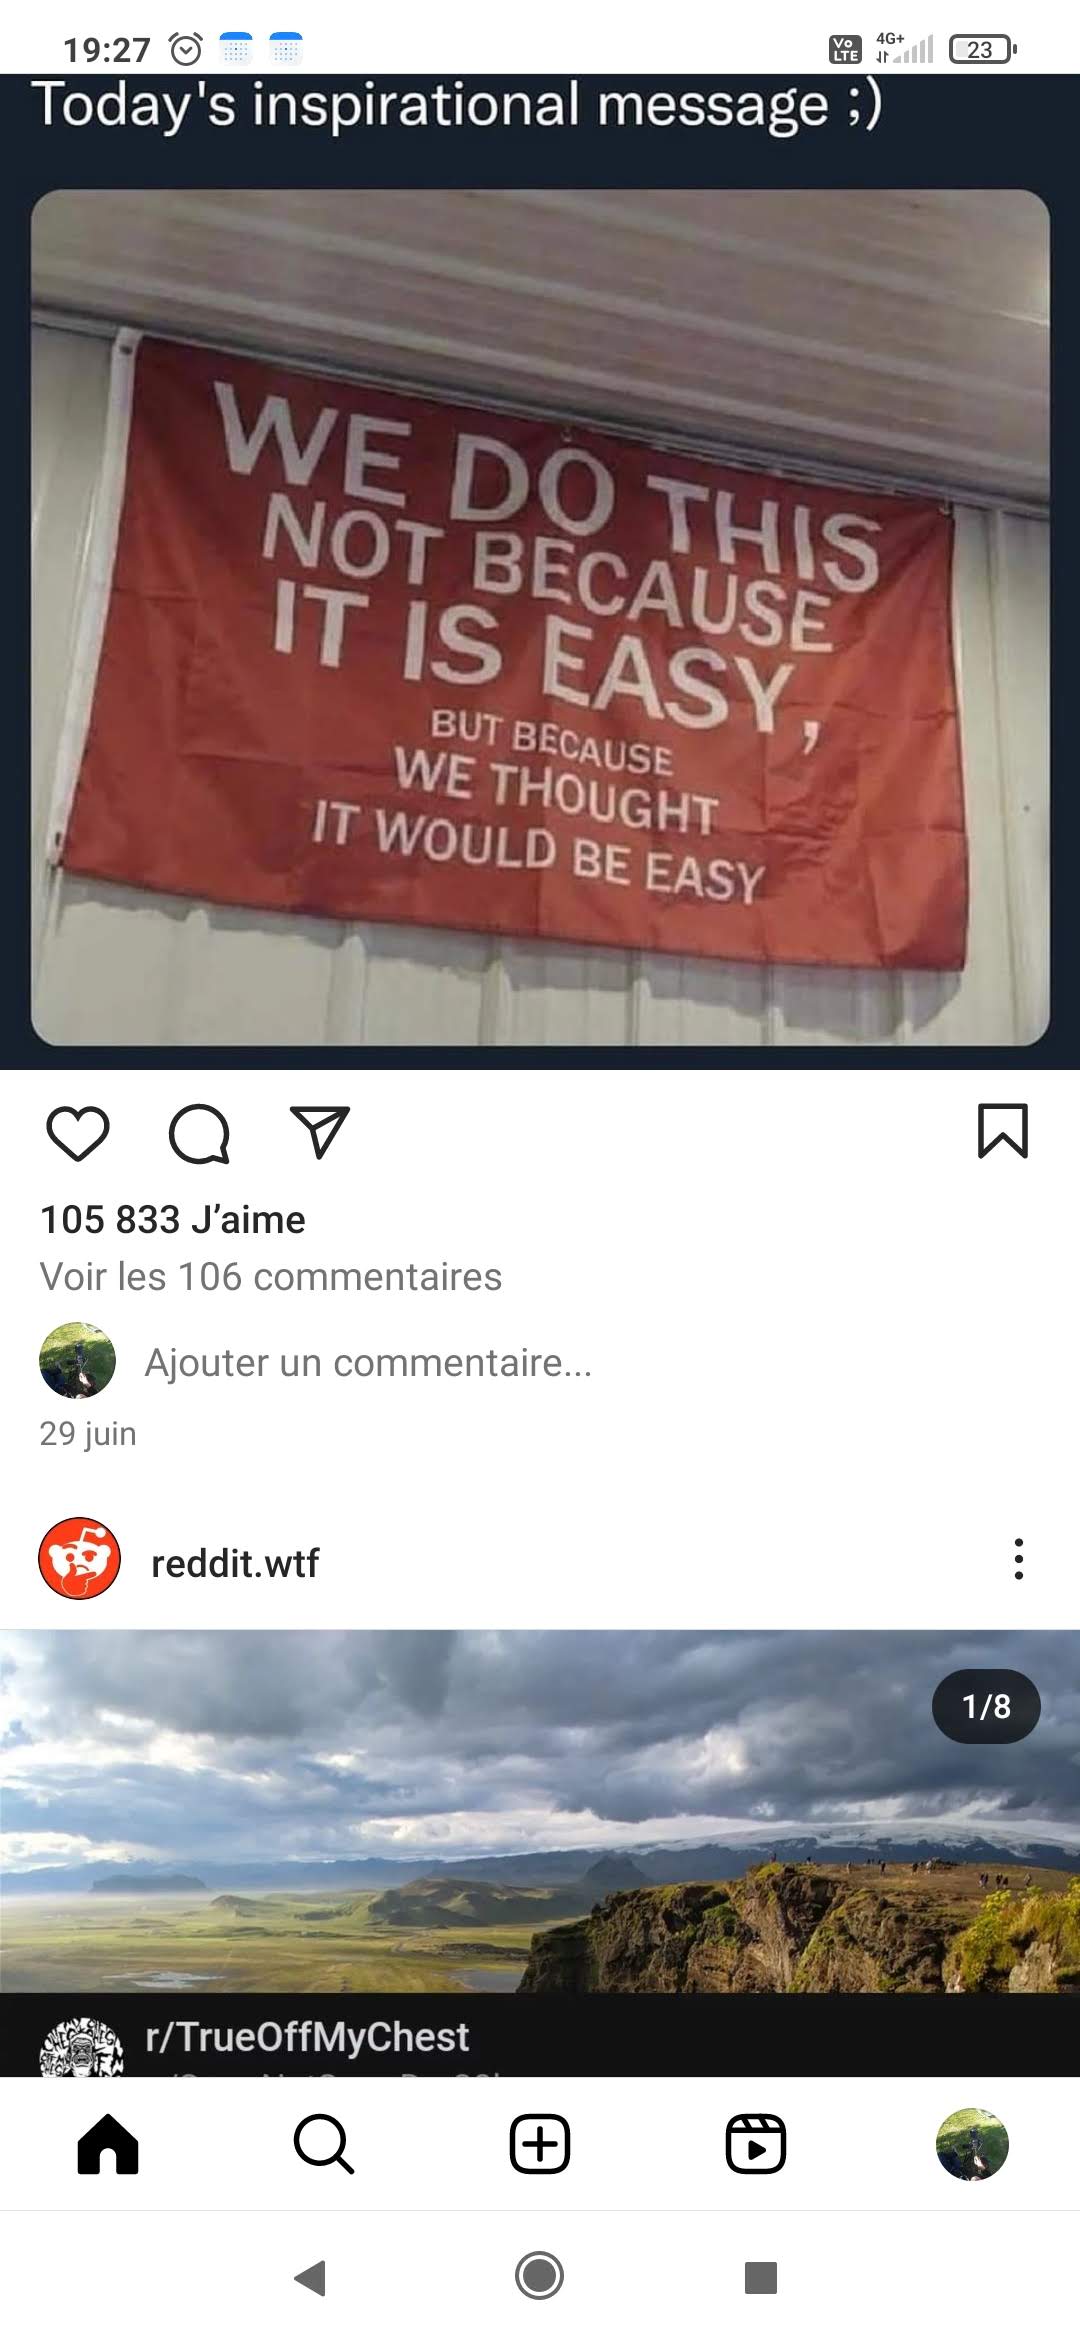 19:27
Vo
LTE
4G+
23
Today's inspirational message ;)
WE DO THIS
NOT BECAUSE
IT IS EASY,
BUT BECAUSE
WE THOUGHT
IT WOULD BE EASY
105 833 J’aime
Voir les 106 commentaires
Ajouter un commentaire...
29 juin
reddit.wtf
1/8
r/TrueOffMyChest